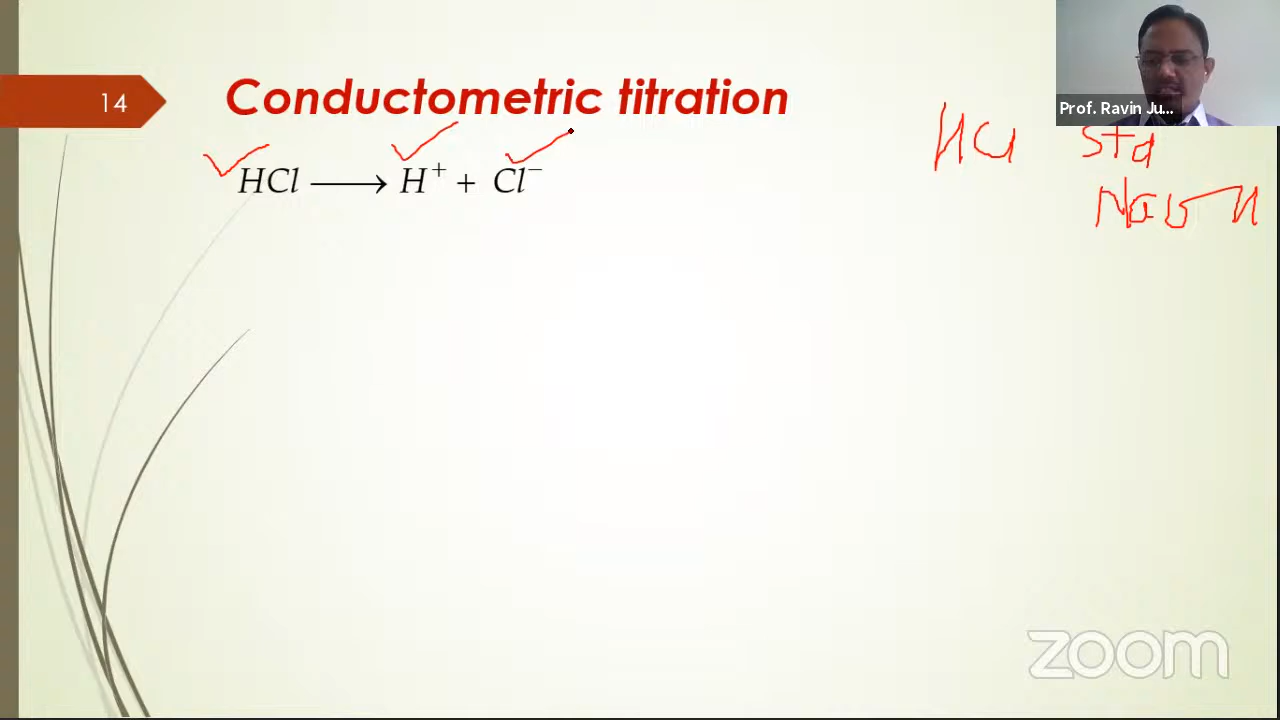 14
Conductometric titration
Prof. Ravin Ju...
HCl Std
HCl ⟶ H⁺ + Cl⁻
NaOH
zoom